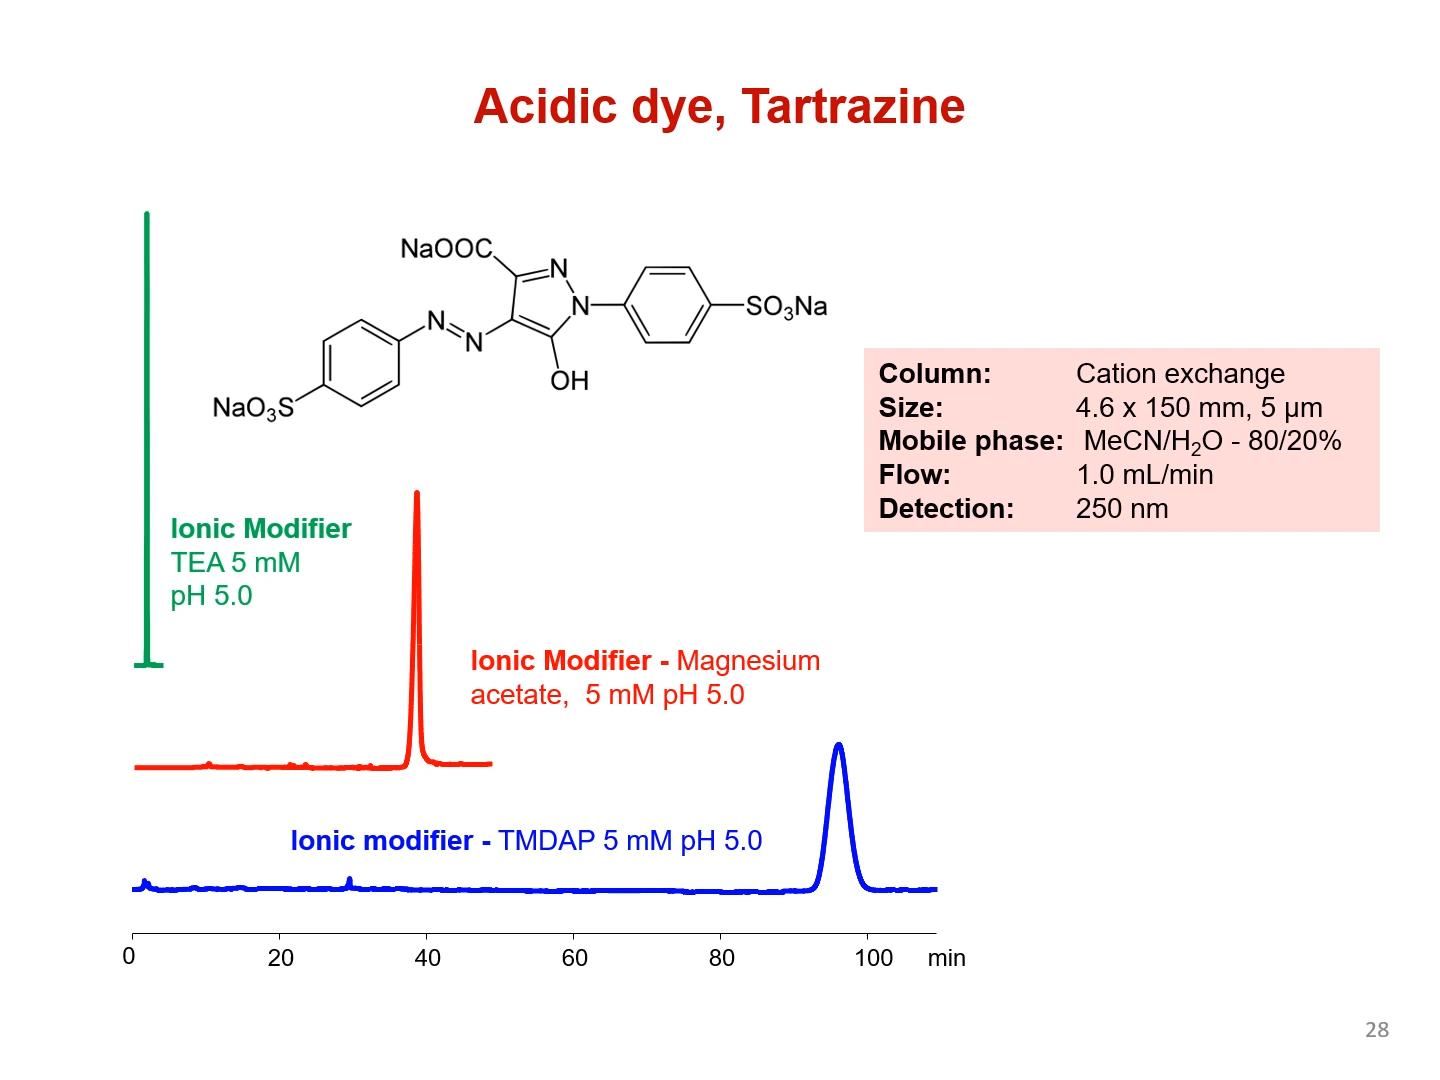 Acidic dye, Tartrazine
NaOOC
N
N
SO3Na
N
N
OH
NaO3S
Column: Cation exchange
Size: 4.6 x 150 mm, 5 µm
Mobile phase: MeCN/H2O - 80/20%
Flow: 1.0 mL/min
Detection: 250 nm
Ionic Modifier
TEA 5 mM
pH 5.0
Ionic Modifier - Magnesium
acetate, 5 mM pH 5.0
Ionic modifier - TMDAP 5 mM pH 5.0
0 20 40 60 80 100 min
28